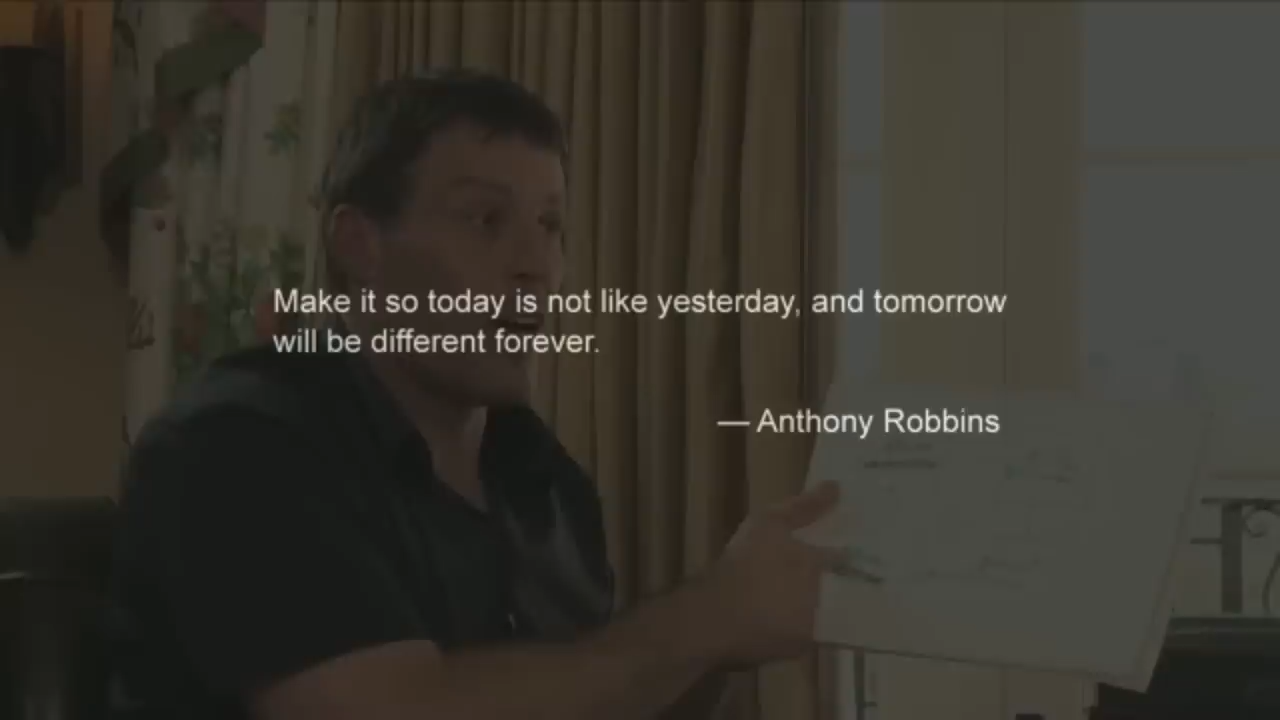 Make it so today is not like yesterday, and tomorrow
will be different forever.
— Anthony Robbins